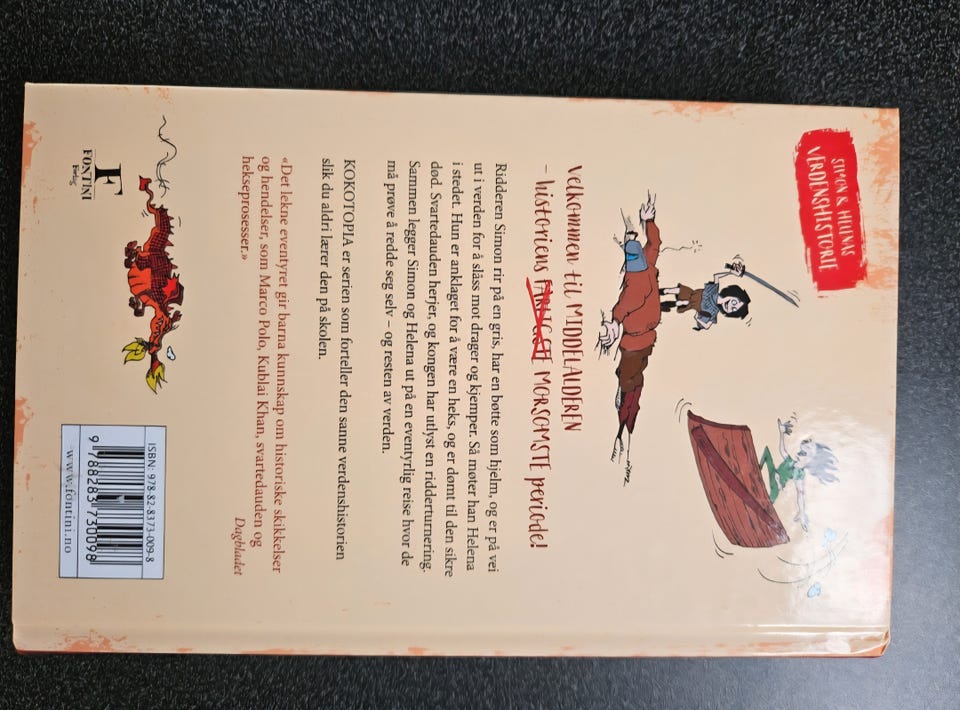 SIMON & HELENAS
VERDENSHISTORIE
Velkommen til MIDDELALDEREN
– historiens FARLIGSTE MORSOMSTE periode!
Ridderen Simon rir på en gris, har en bøtte som hjelm, og er på vei
ut i verden for å slåss mot drager og kjemper. Så møter han Helena
i stedet. Hun er anklaget for å være en heks, og er dømt til den sikre
død. Svartedauden herjer, og kongen har utlyst en ridderturnering.
Sammen legger Simon og Helena ut på en eventyrlig reise hvor de
må prøve å redde seg selv – og resten av verden.
KOKOTOPIA er serien som forteller den sanne verdenshistorien
slik du aldri lærer den på skolen.
«Det lekne eventyret gir barna kunnskap om historiske skikkelser
og hendelser, som Marco Polo, Kublai Khan, svartedauden og
hekseprosesser.»
Dagbladet
F
FONTINI
Forlag
ISBN: 978-82-8373-009-8
9 788283 730098
www.fontini.no